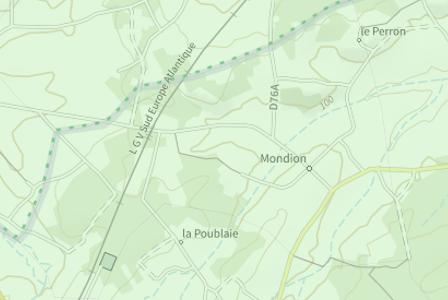 le Perron
L G V Sud Europe Atlantique
D76A
100
Mondion
la Poublaie